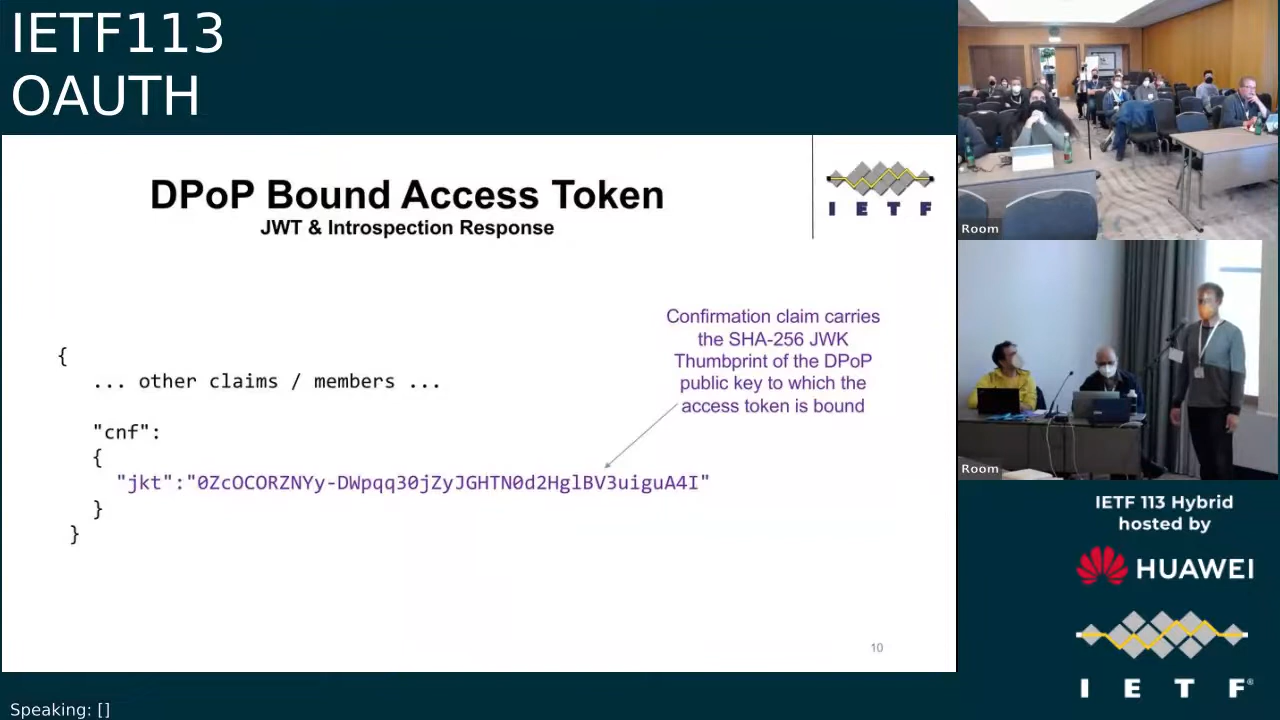 IETF113
OAUTH
DPoP Bound Access Token
JWT & Introspection Response
I E T F
Confirmation claim carries
the SHA-256 JWK
Thumbprint of the DPoP
public key to which the
access token is bound
{
... other claims / members ...
"cnf":
{
"jkt":"0ZcOCORZNYy-DWpqq30jZyJGHTN0d2HglBV3uiguA4I"
}
}
10
Room
Room
IETF 113 Hybrid
hosted by
HUAWEI
I E T F®
Speaking: []